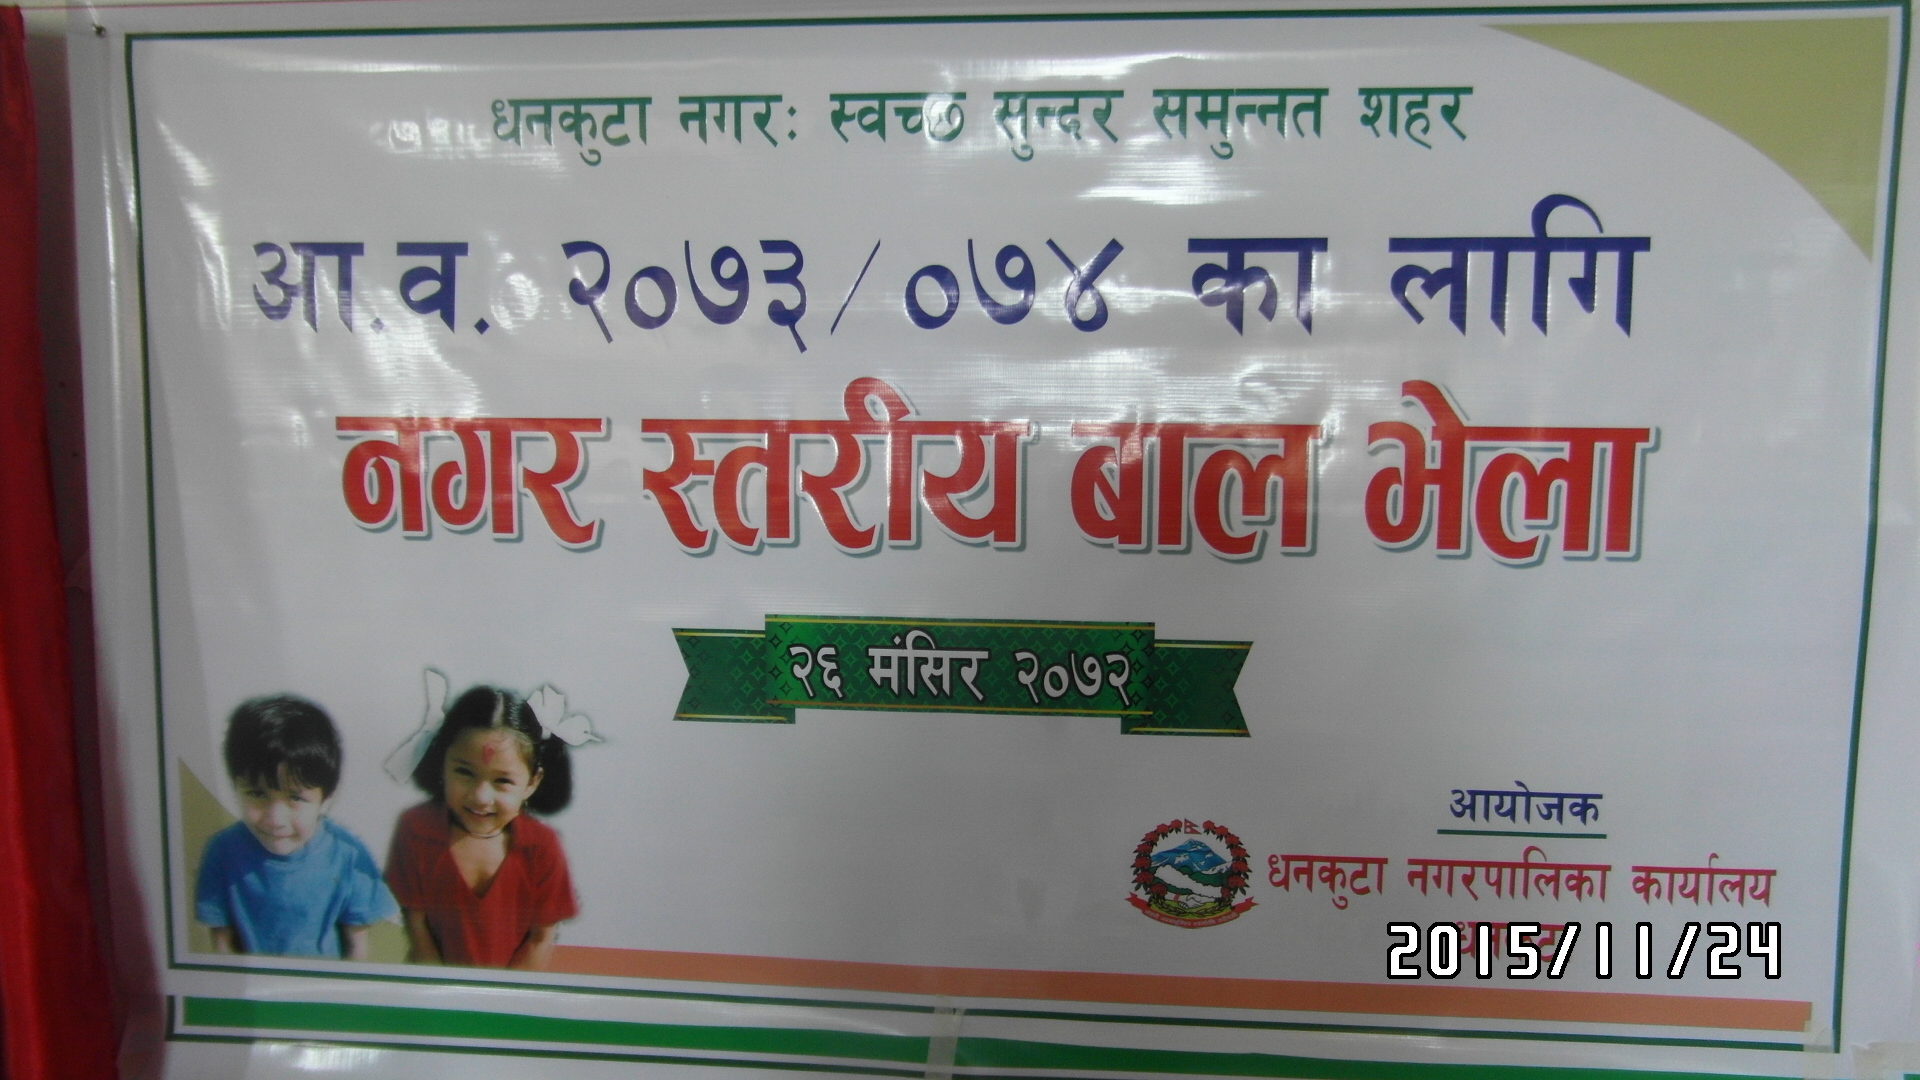 धनकुटा नगरः स्वच्छ सुन्दर समुन्नत शहर
आ.व. २०७३/०७४ का लागि
नगर स्तरीय बाल भेला
२६ मंसिर २०७२
आयोजक
धनकुटा नगरपालिका कार्यालय
धनकुटा
2015/11/24